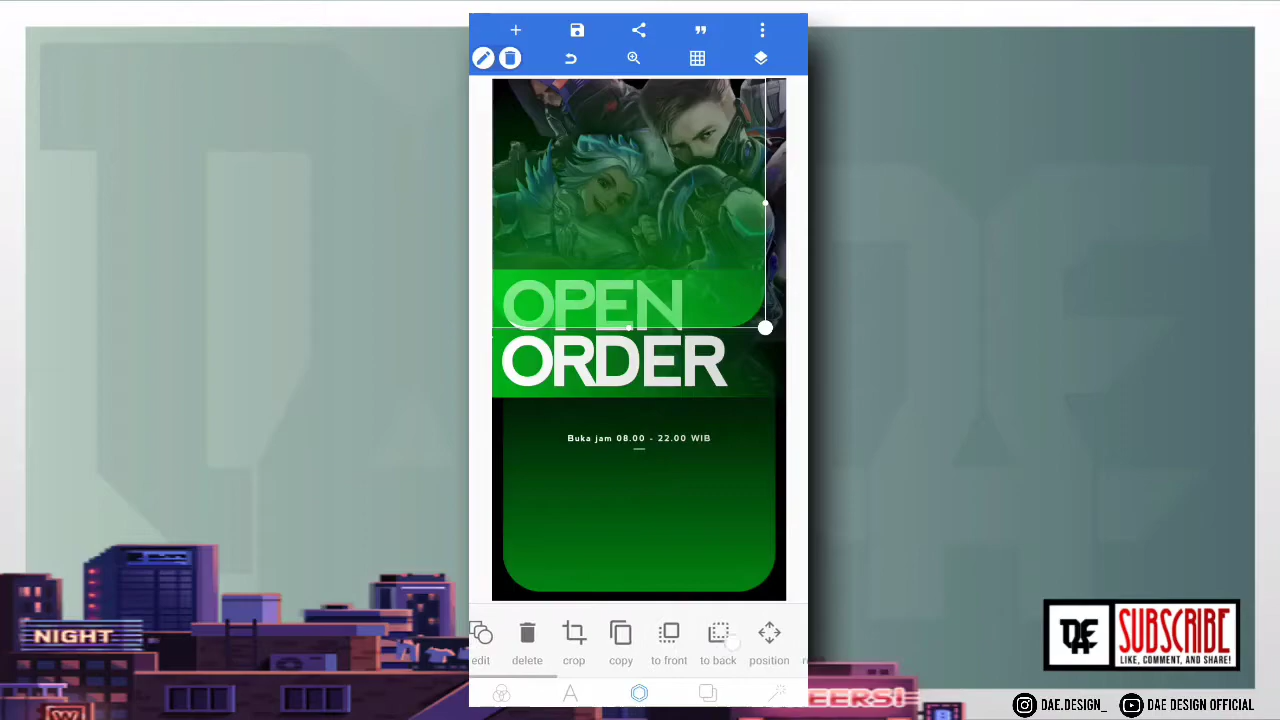 OPEN
ORDER
Buka jam 08.00 - 22.00 WIB
edit
delete
crop
copy
to front
to back
position
NIGHT
EERS!
SUBSCRIBE
LIKE, COMMENT, AND SHARE!
DAE.DESIGN_
DAE DESIGN OFFICIAL